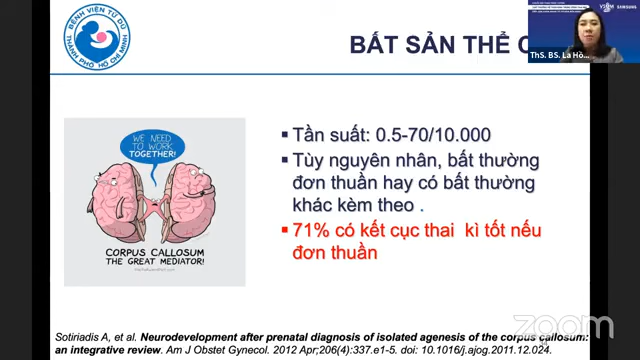 BỆNH VIỆN TỪ DŨ
THÀNH PHỐ HỒ CHÍ MINH
BẤT SẢN THỂ C
ThS. BS. La Hồ...
VSUM SAMSUNG
WE NEED
TO WORK
TOGETHER!
CORPUS CALLOSUM
THE GREAT MEDIATOR!
▪ Tần suất: 0.5-70/10.000
▪ Tùy nguyên nhân, bất thường
đơn thuần hay có bất thường
khác kèm theo .
▪ 71% có kết cục thai kì tốt nếu
đơn thuần
zoom
Sotiriadis A, et al. Neurodevelopment after prenatal diagnosis of isolated agenesis of the corpus callosum:
an integrative review. Am J Obstet Gynecol. 2012 Apr;206(4):337.e1-5. doi: 10.1016/j.ajog.2011.12.024.